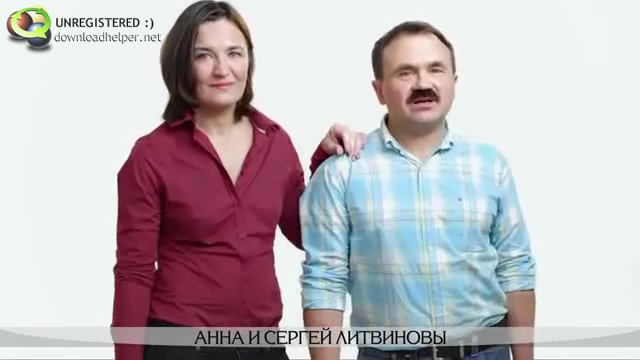 UNREGISTERED :)
downloadhelper.net
АННА И СЕРГЕЙ ЛИТВИНОВЫ